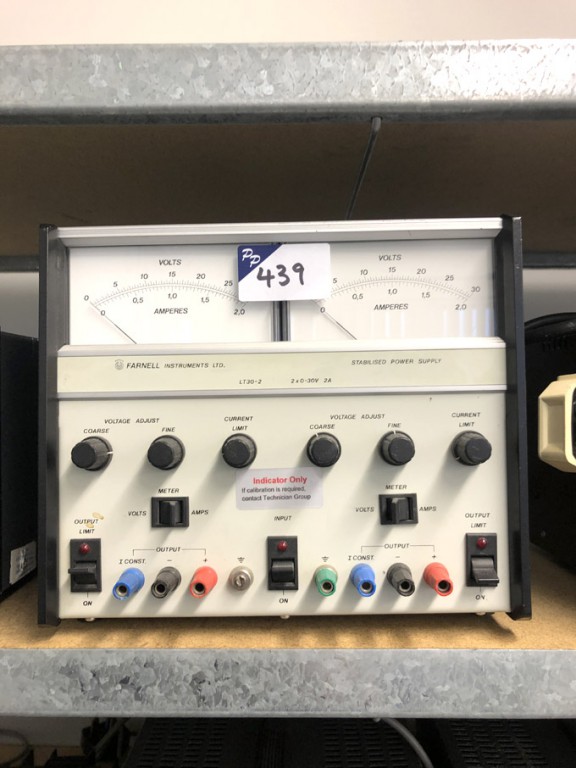 VOLTS
0 5 10 15 20 25
0 0,5 1,0 1,5 2,0
AMPERES
PP
439
VOLTS
0 5 10 15 20 25 30
0 0,5 1,0 1,5 2,0
AMPERES
FARNELL INSTRUMENTS LTD.
STABILISED POWER SUPPLY
LT30-2 2x0-30V 2A
VOLTAGE ADJUST
COARSE FINE
CURRENT
LIMIT
VOLTAGE ADJUST
COARSE FINE
CURRENT
LIMIT
Indicator Only
If calibration is required,
contact Technician Group
METER
VOLTS AMPS
METER
VOLTS AMPS
OUTPUT
LIMIT
ON
OUTPUT
I CONST. - +
INPUT
ON
OUTPUT
I CONST. - +
OUTPUT
LIMIT
ON